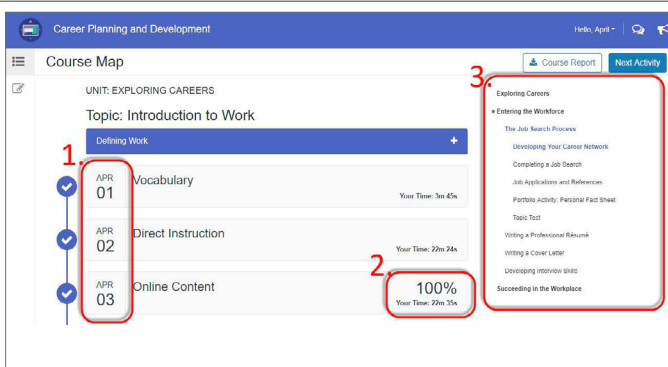 Career Planning and Development
Hello, April
Course Map
Course Report
Next Activity
UNIT: EXPLORING CAREERS
Topic: Introduction to Work
Defining Work
+
1.
APR
01
Vocabulary
Your Time: 3m 45s
APR
02
Direct Instruction
Your Time: 22m 24s
2.
APR
03
Online Content
100%
Your Time: 22m 35s
3.
Exploring Careers
Entering the Workforce
The Job Search Process
Developing Your Career Network
Completing a Job Search
Job Applications and References
Portfolio Activity: Personal Fact Sheet
Topic Test
Writing a Professional Résumé
Writing a Cover Letter
Developing Interview Skills
Succeeding in the Workplace